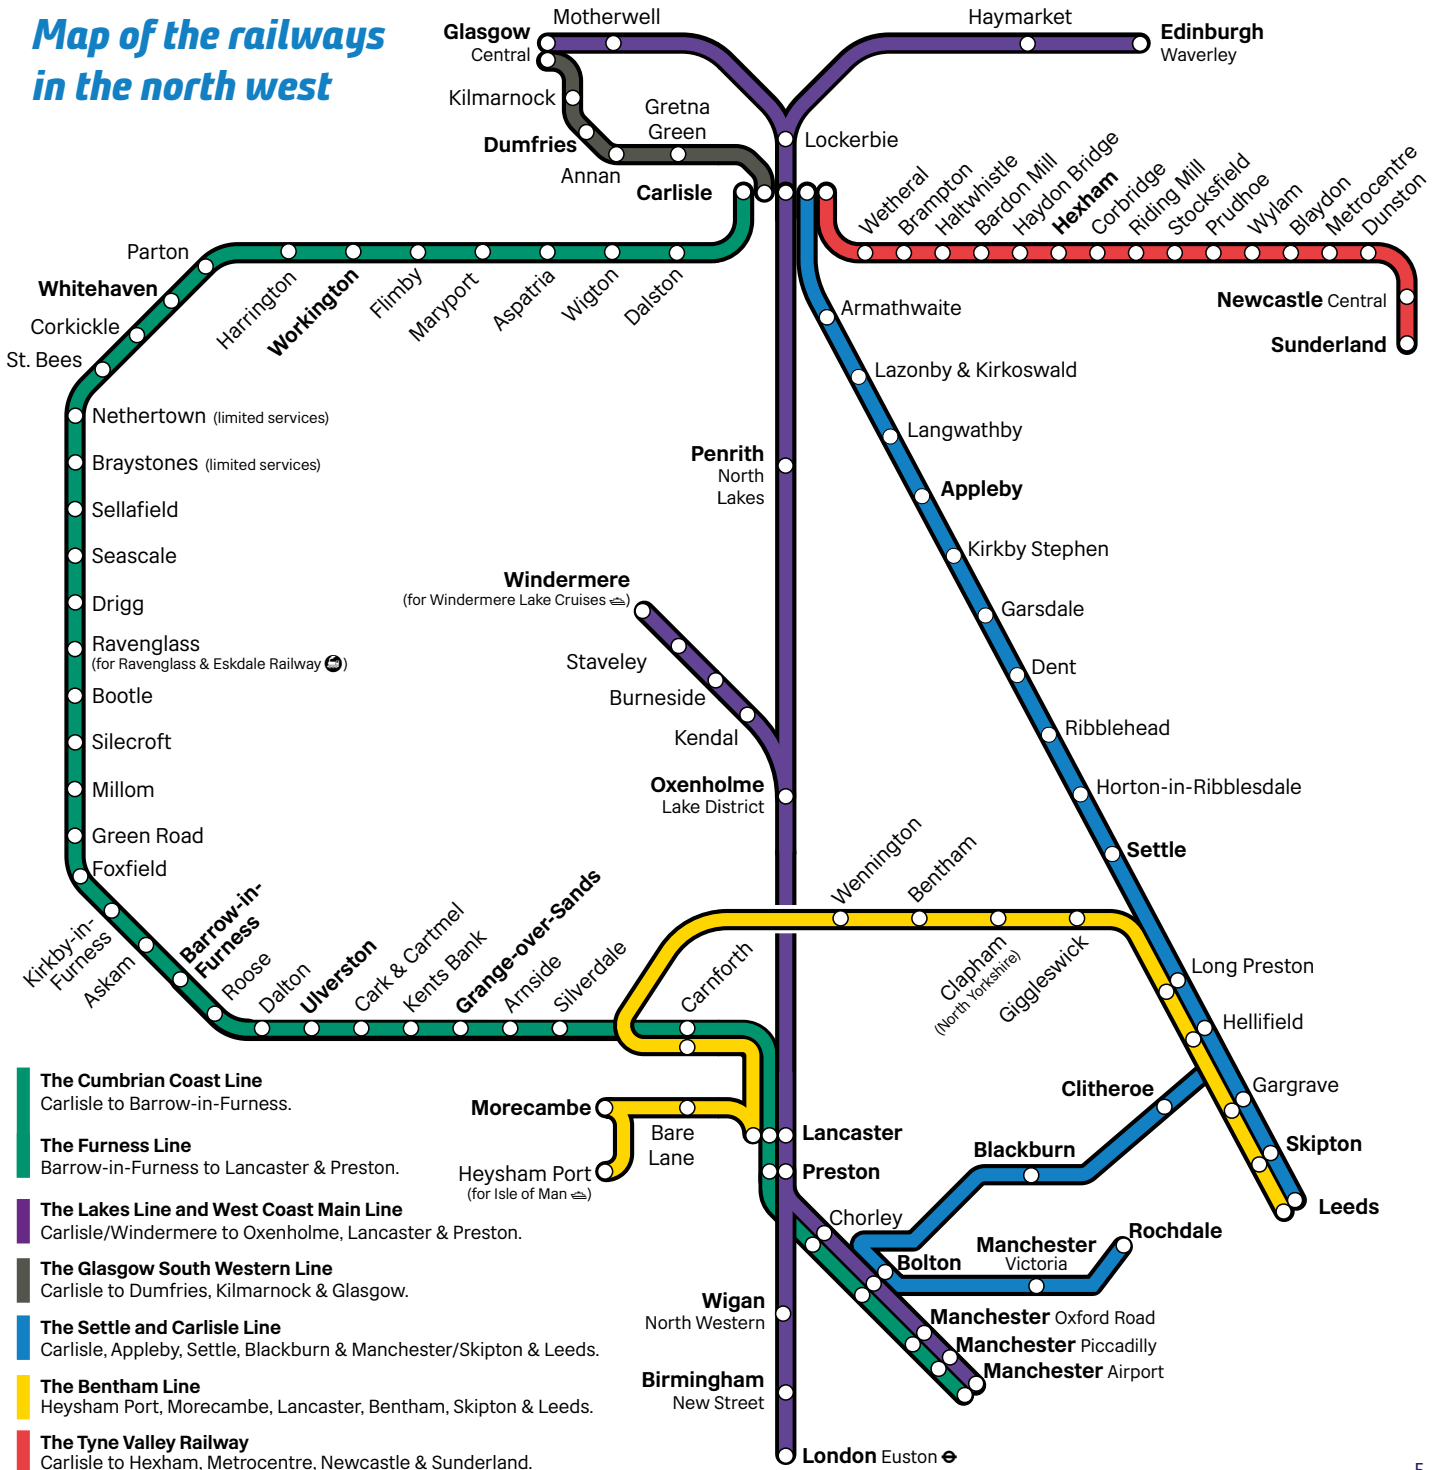 Map of the railways
in the north west
Motherwell
Haymarket
Glasgow
Central
Edinburgh
Waverley
Kilmarnock
Gretna
Green
Dumfries
Lockerbie
Annan
Carlisle
Wetheral
Brampton
Haltwhistle
Bardon Mill
Haydon Bridge
Hexham
Corbridge
Riding Mill
Stocksfield
Prudhoe
Wylam
Blaydon
Metrocentre
Dunston
Newcastle Central
Sunderland
Parton
Whitehaven
Corkickle
St. Bees
Harrington
Workington
Flimby
Maryport
Aspatria
Wigton
Dalston
Armathwaite
Lazonby & Kirkoswald
Langwathby
Appleby
Kirkby Stephen
Garsdale
Dent
Ribblehead
Horton-in-Ribblesdale
Settle
Nethertown (limited services)
Braystones (limited services)
Sellafield
Seascale
Drigg
Ravenglass
(for Ravenglass & Eskdale Railway)
Bootle
Silecroft
Millom
Green Road
Foxfield
Penrith
North
Lakes
Windermere
(for Windermere Lake Cruises)
Staveley
Burneside
Kendal
Oxenholme
Lake District
Kirkby-in-
Furness
Askam
Barrow-in-
Furness
Roose
Dalton
Ulverston
Cark & Cartmel
Kents Bank
Grange-over-Sands
Arnside
Silverdale
Carnforth
Wennington
Bentham
Clapham
(North Yorkshire)
Giggleswick
Long Preston
Hellifield
Gargrave
Skipton
Leeds
Clitheroe
Blackburn
Morecambe
Bare
Lane
Heysham Port
(for Isle of Man)
Lancaster
Preston
Chorley
Bolton
Manchester
Victoria
Rochdale
Manchester Oxford Road
Manchester Piccadilly
Manchester Airport
Wigan
North Western
Birmingham
New Street
London Euston
The Cumbrian Coast Line
Carlisle to Barrow-in-Furness.
The Furness Line
Barrow-in-Furness to Lancaster & Preston.
The Lakes Line and West Coast Main Line
Carlisle/Windermere to Oxenholme, Lancaster & Preston.
The Glasgow South Western Line
Carlisle to Dumfries, Kilmarnock & Glasgow.
The Settle and Carlisle Line
Carlisle, Appleby, Settle, Blackburn & Manchester/Skipton & Leeds.
The Bentham Line
Heysham Port, Morecambe, Lancaster, Bentham, Skipton & Leeds.
The Tyne Valley Railway
Carlisle to Hexham, Metrocentre, Newcastle & Sunderland.